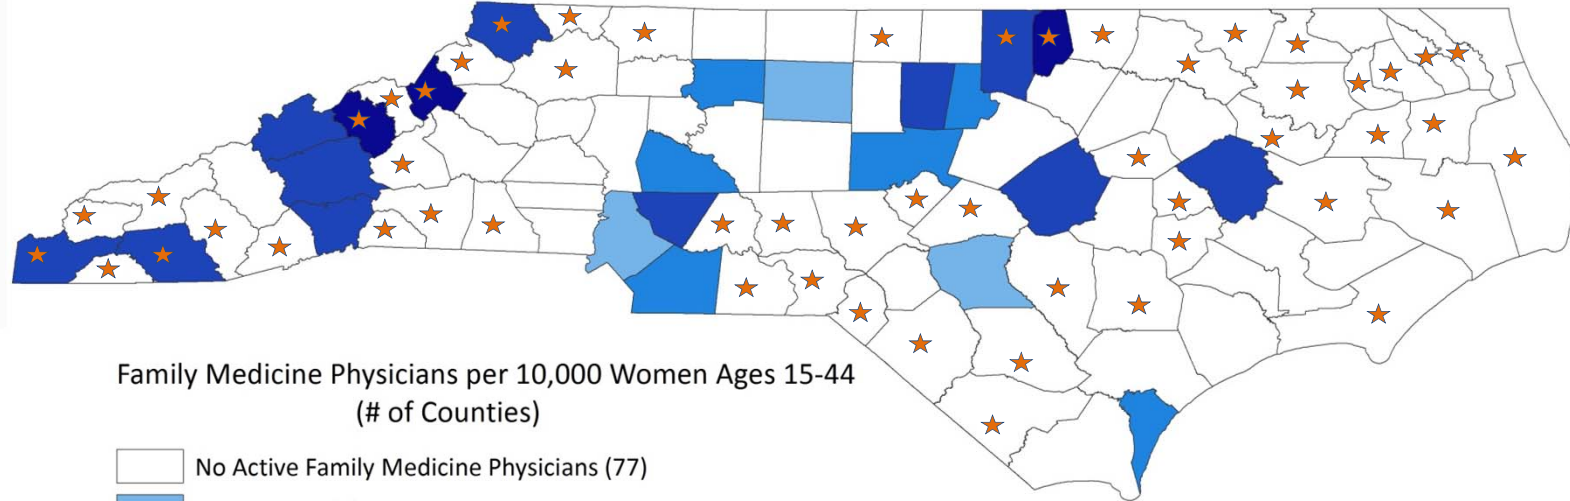 Family Medicine Physicians per 10,000 Women Ages 15-44
(# of Counties)
No Active Family Medicine Physicians (77)